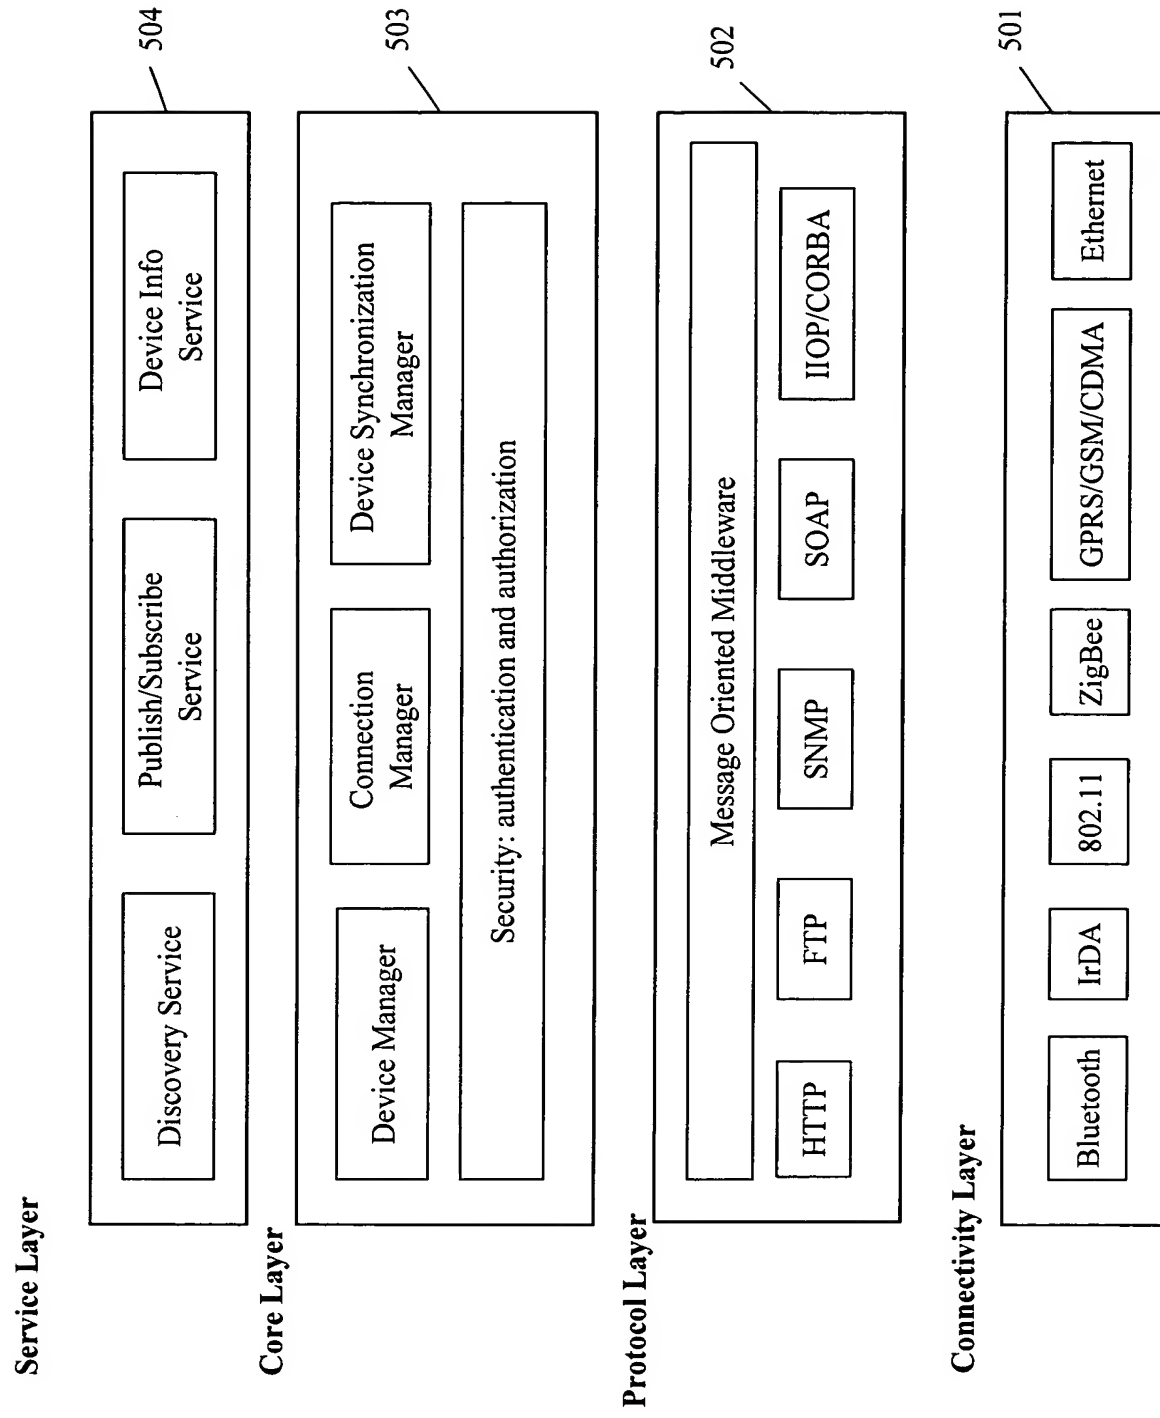 Service Layer
504
Discovery Service
Publish/Subscribe
Service
Device Info
Service
Core Layer
503
Device Manager
Connection
Manager
Device Synchronization
Manager
Security: authentication and authorization
Protocol Layer
502
Message Oriented Middleware
HTTP
FTP
SNMP
SOAP
IIOP/CORBA
Connectivity Layer
501
Bluetooth
IrDA
802.11
ZigBee
GPRS/GSM/CDMA
Ethernet